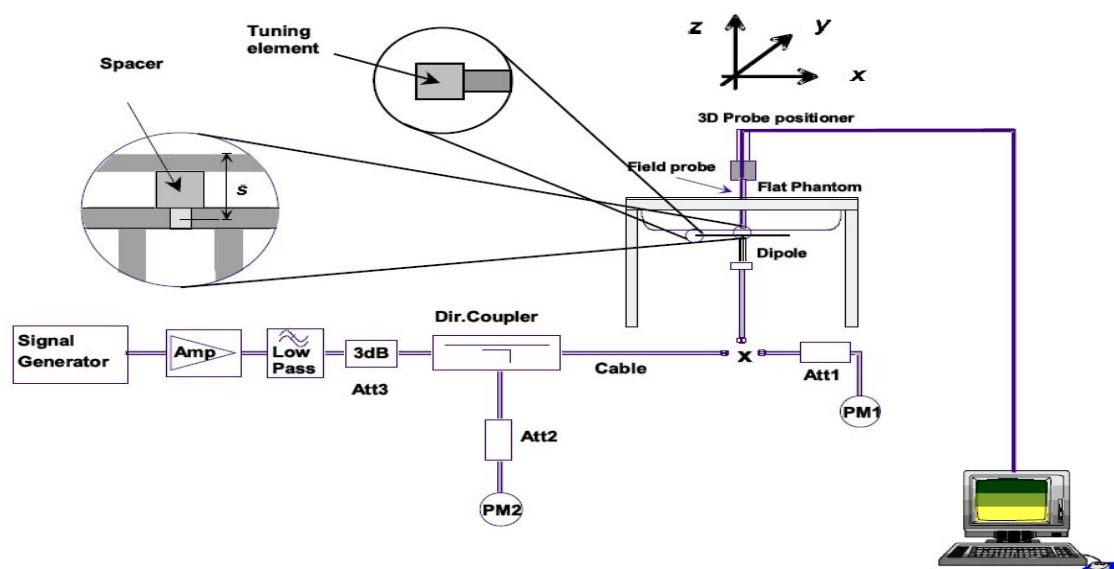 Tuning
element
Spacer
s
z
y
x
3D Probe positioner
Field probe
Flat Phantom
Dipole
Signal
Generator
Amp
Low
Pass
3dB
Att3
Dir.Coupler
Cable
x
Att1
PM1
Att2
PM2